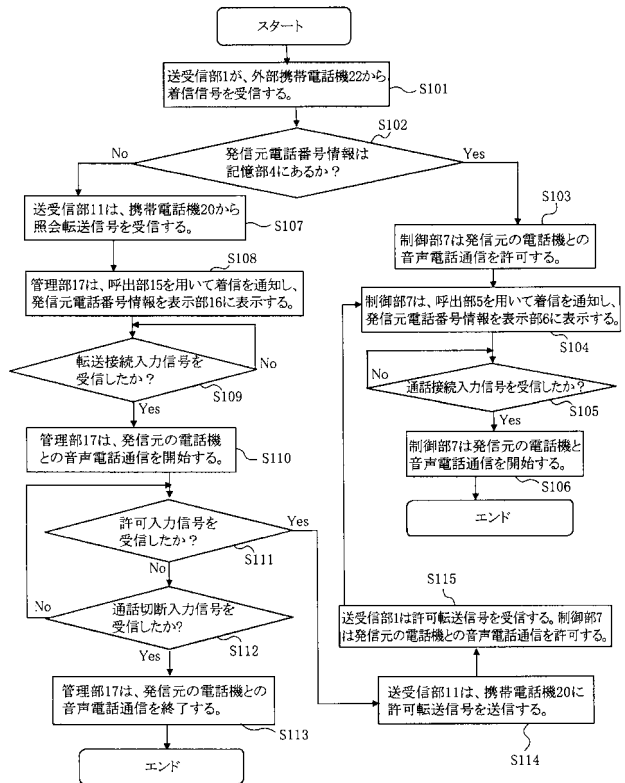 スタート
送受信部1が、外部携帯電話機22から
着信信号を受信する。
S101
S102
発信元電話番号情報は
記憶部4にあるか？
No
Yes
送受信部11は、携帯電話機20から
照会転送信号を受信する。
S107
S103
制御部7は発信元の電話機との
音声電話通信を許可する。
S108
管理部17は、呼出部15を用いて着信を通知し、
発信元電話番号情報を表示部16に表示する。
制御部7は、呼出部5を用いて着信を通知し、
発信元電話番号情報を表示部6に表示する。
S104
転送接続入力信号を
受信したか？
No
S109
Yes
No
通話接続入力信号を受信したか？
S105
Yes
管理部17は、発信元の電話機
との音声電話通信を開始する。
S110
制御部7は発信元の電話機と
音声電話通信を開始する。
S106
エンド
許可入力信号を
受信したか？
Yes
S111
No
No
通話切断入力信号を
受信したか?
S112
Yes
S115
送受信部1は許可転送信号を受信する。制御部7
は発信元の電話機との音声電話通信を許可する。
管理部17は、発信元の電話機との
音声電話通信を終了する。
S113
送受信部11は、携帯電話機20に
許可転送信号を送信する。
S114
エンド